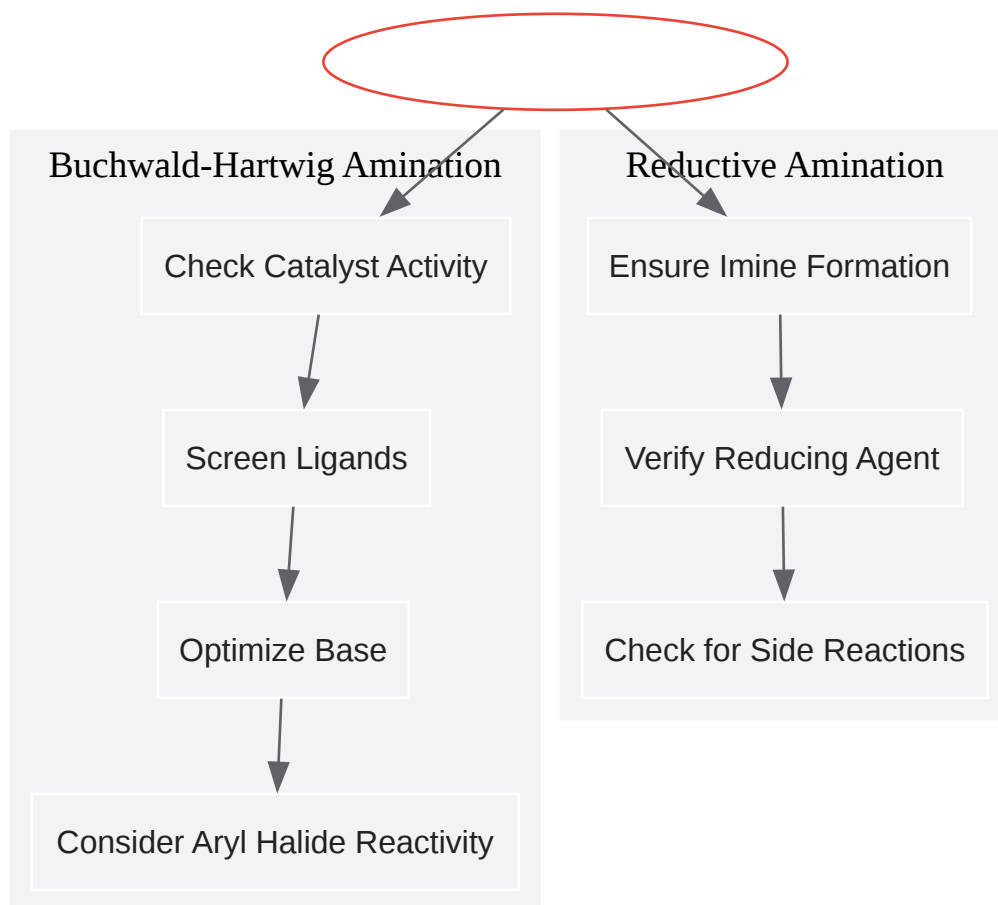 Buchwald-Hartwig Amination
Check Catalyst Activity
Screen Ligands
Optimize Base
Consider Aryl Halide Reactivity
Reductive Amination
Ensure Imine Formation
Verify Reducing Agent
Check for Side Reactions